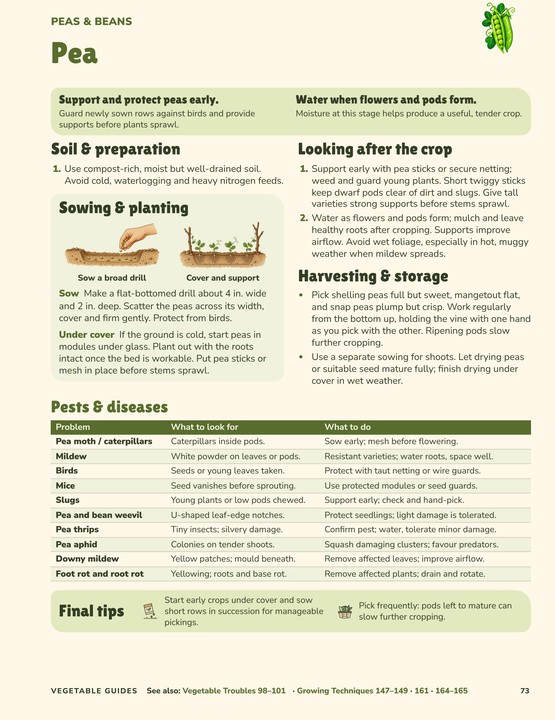 PEAS & BEANS
Pea
Support and protect peas early.
Guard newly sown rows against birds and provide
supports before plants sprawl.
Water when flowers and pods form.
Moisture at this stage helps produce a useful, tender crop.
Soil & preparation
1. Use compost-rich, moist but well-drained soil.
Avoid cold, waterlogging and heavy nitrogen feeds.
Sowing & planting
Sow a broad drill
Cover and support
Sow Make a flat-bottomed drill about 4 in. wide
and 2 in. deep. Scatter the peas across its width,
cover and firm gently. Protect from birds.
Under cover If the ground is cold, start peas in
modules under glass. Plant out with the roots
intact once the bed is workable. Put pea sticks or
mesh in place before stems sprawl.
Looking after the crop
1. Support early with pea sticks or secure netting;
weed and guard young plants. Short twiggy sticks
keep dwarf pods clear of dirt and slugs. Give tall
varieties strong supports before stems sprawl.
2. Water as flowers and pods form; mulch and leave
healthy roots after cropping. Supports improve
airflow. Avoid wet foliage, especially in hot, muggy
weather when mildew spreads.
Harvesting & storage
• Pick shelling peas full but sweet, mangetout flat,
and snap peas plump but crisp. Work regularly
from the bottom up, holding the vine with one hand
as you pick with the other. Ripening pods slow
further cropping.
• Use a separate sowing for shoots. Let drying peas
or suitable seed mature fully; finish drying under
cover in wet weather.
Pests & diseases
Problem What to look for What to do
Pea moth / caterpillars Caterpillars inside pods. Sow early; mesh before flowering.
Mildew White powder on leaves or pods. Resistant varieties; water roots, space well.
Birds Seeds or young leaves taken. Protect with taut netting or wire guards.
Mice Seed vanishes before sprouting. Use protected modules or seed guards.
Slugs Young plants or low pods chewed. Support early; check and hand-pick.
Pea and bean weevil U-shaped leaf-edge notches. Protect seedlings; light damage is tolerated.
Pea thrips Tiny insects; silvery damage. Confirm pest; water, tolerate minor damage.
Pea aphid Colonies on tender shoots. Squash damaging clusters; favour predators.
Downy mildew Yellow patches; mould beneath. Remove affected leaves; improve airflow.
Foot rot and root rot Yellowing; roots and base rot. Remove affected plants; drain and rotate.
Final tips
Start early crops under cover and sow
short rows in succession for manageable
pickings.
Pick frequently: pods left to mature can
slow further cropping.
VEGETABLE GUIDES See also: Vegetable Troubles 98–101 · Growing Techniques 147–149 · 161 · 164–165 73